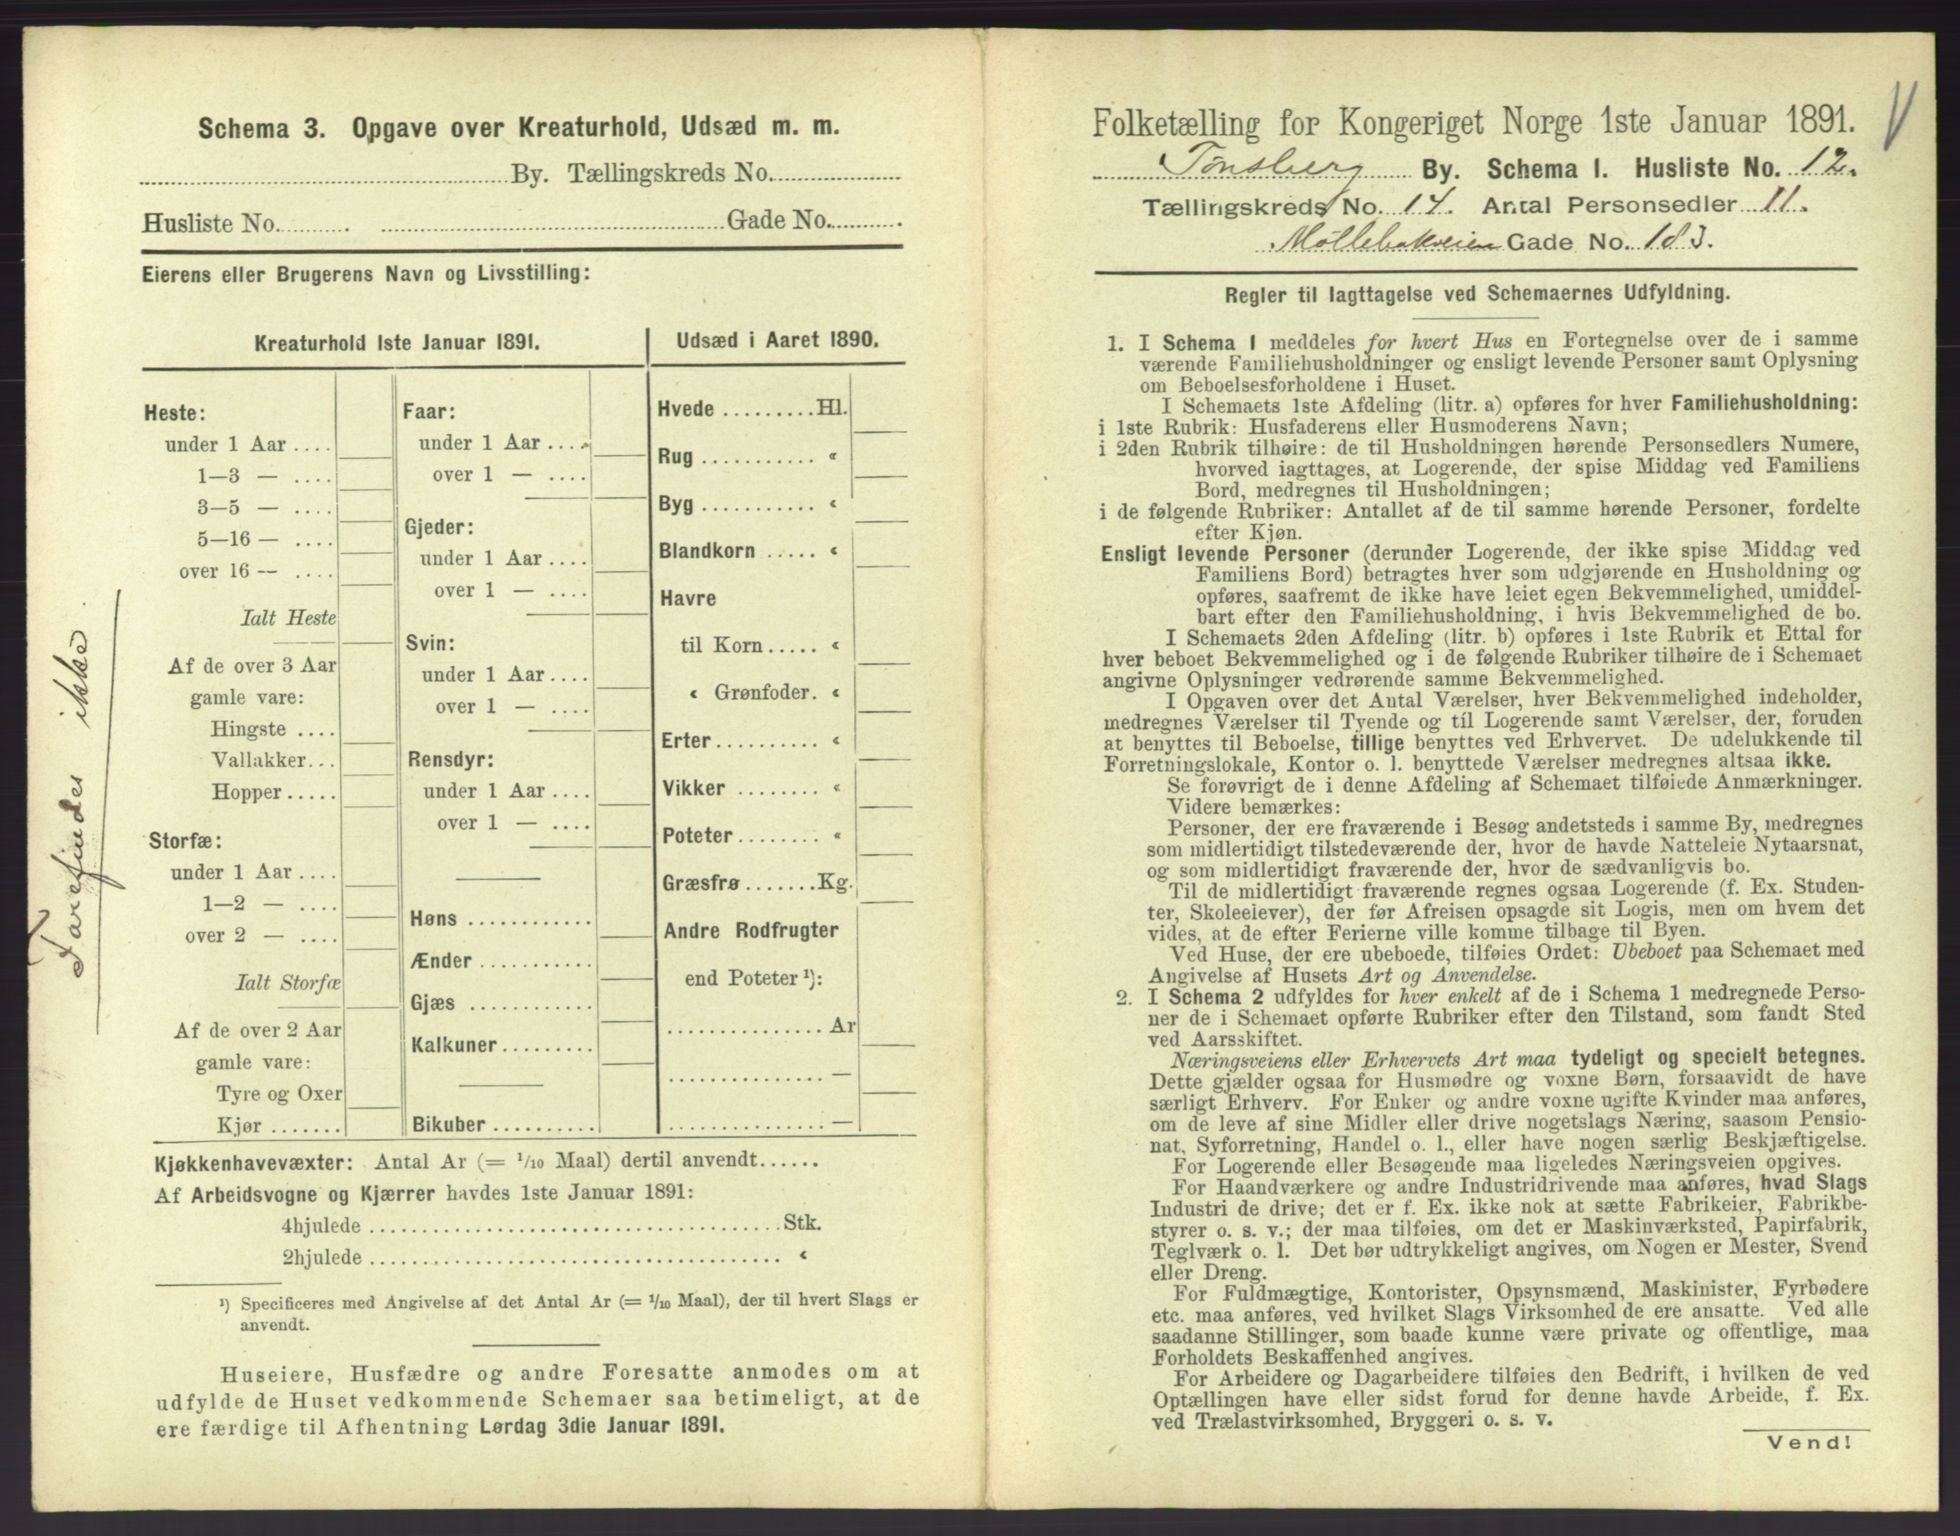 Schema 3. Opgave over Kreaturhold, Udsæd m. m.
By. Tællingskreds No.
Husliste No. Gade No.
Eierens eller Brugerens Navn og Livsstilling:
Kreaturhold 1ste Januar 1891.
Heste:
under 1 Aar ....
1—3 — ....
3—5 — ....
5—16 — ....
over 16 — ....
Ialt Heste
Af de over 3 Aar
gamle vare:
Hingste ....
Vallakker...
Hopper.....
Storfæ:
under 1 Aar ....
1—2 — ....
over 2 — ....
Ialt Storfæ
Af de over 2 Aar
gamle vare:
Tyre og Oxer
Kjør .......
Faar:
under 1 Aar ....
over 1 — ....
Gjeder:
under 1 Aar ....
over 1 — ....
Svin:
under 1 Aar ....
over 1 — ....
Rensdyr:
under 1 Aar ....
over 1 — ....
Høns ............
Ænder ...........
Gjæs ............
Kalkuner.........
Bikuber ..........
Udsæd i Aaret 1890.
Hvede .........Hl.
Rug ........... «
Byg ........... «
Blandkorn ..... «
Havre
til Korn ..... «
« Grønfoder. «
Erter.......... «
Vikker ........ «
Poteter ........ «
Græsfrø .......Kg.
Andre Rodfrugter
end Poteter ¹):
............... Ar
............... —
............... —
Kjøkkenhavevæxter: Antal Ar (= 1/10 Maal) dertil anvendt......
Af Arbeidsvogne og Kjærrer havdes 1ste Januar 1891:
4hjulede ........................................ Stk.
2hjulede ........................................ «
¹) Specificeres med Angivelse af det Antal Ar (= 1/10 Maal), der til hvert Slags er
anvendt.
Huseiere, Husfædre og andre Foresatte anmodes om at
udfylde de Huset vedkommende Schemaer saa betimeligt, at de
ere færdige til Afhentning Lørdag 3die Januar 1891.
Forefindes ikke.
Folketælling for Kongeriget Norge 1ste Januar 1891.
Tønsberg By. Schema I. Husliste No. 12.
Tællingskreds No. 14. Antal Personsedler 11.
Møllebakveien Gade No. 183.
Regler til Iagttagelse ved Schemaernes Udfyldning.
1. I Schema I meddeles for hvert Hus en Fortegnelse over de i samme
værende Familiehusholdninger og ensligt levende Personer samt Oplysning
om Beboelsesforholdene i Huset.
I Schemaets 1ste Afdeling (litr. a) opføres for hver Familiehusholdning:
i 1ste Rubrik: Husfaderens eller Husmoderens Navn;
i 2den Rubrik tilhøire: de til Husholdningen hørende Personsedlers Numere,
hvorved iagttages, at Logerende, der spise Middag ved Familiens
Bord, medregnes til Husholdningen;
i de følgende Rubriker: Antallet af de til samme hørende Personer, fordelte
efter Kjøn.
Ensligt levende Personer (derunder Logerende, der ikke spise Middag ved
Familiens Bord) betragtes hver som udgjørende en Husholdning og
opføres, saafremt de ikke have leiet egen Bekvemmelighed, umiddel-
bart efter den Familiehusholdning, i hvis Bekvemmelighed de bo.
I Schemaets 2den Afdeling (litr. b) opføres i 1ste Rubrik et Ettal for
hver beboet Bekvemmelighed og i de følgende Rubriker tilhøire de i Schemaet
angivne Oplysninger vedrørende samme Bekvemmelighed.
I Opgaven over det Antal Værelser, hver Bekvemmelighed indeholder,
medregnes Værelser til Tyende og til Logerende samt Værelser, der, foruden
at benyttes til Beboelse, tillige benyttes ved Erhvervet. De udelukkende til
Forretningslokale, Kontor o. l. benyttede Værelser medregnes altsaa ikke.
Se forøvrigt de i denne Afdeling af Schemaet tilføiede Anmærkninger.
Videre bemærkes:
Personer, der ere fraværende i Besøg andetsteds i samme By, medregnes
som midlertidigt tilstedeværende der, hvor de havde Natteleie Nytaarsnat,
og som midlertidigt fraværende der, hvor de sædvanligvis bo.
Til de midlertidigt fraværende regnes ogsaa Logerende (f. Ex. Studen-
ter, Skoleeiever), der før Afreisen opsagde sit Logis, men om hvem det
vides, at de efter Ferierne ville komme tilbage til Byen.
Ved Huse, der ere ubeboede, tilføies Ordet: Ubeboet paa Schemaet med
Angivelse af Husets Art og Anvendelse.
2. I Schema 2 udfyldes for hver enkelt af de i Schema 1 medregnede Perso-
ner de i Schemaet opførte Rubriker efter den Tilstand, som fandt Sted
ved Aarsskiftet.
Næringsveiens eller Erhvervets Art maa tydeligt og specielt betegnes.
Dette gjælder ogsaa for Husmødre og voxne Børn, forsaavidt de have
særligt Erhverv. For Enker og andre voxne ugifte Kvinder maa anføres,
om de leve af sine Midler eller drive nogetslags Næring, saasom Pensio-
nat, Syforretning, Handel o. l., eller have nogen særlig Beskjæftigelse.
For Logerende eller Besøgende maa ligeledes Næringsveien opgives.
For Haandværkere og andre Industridrivende maa anføres, hvad Slags
Industri de drive; det er f. Ex. ikke nok at sætte Fabrikeier, Fabrikbe-
styrer o. s. v.; der maa tilføies, om det er Maskinværksted, Papirfabrik,
Teglværk o. l. Det bør udtrykkeligt angives, om Nogen er Mester, Svend
eller Dreng.
For Fuldmægtige, Kontorister, Opsynsmænd, Maskinister, Fyrbødere
etc. maa anføres, ved hvilket Slags Virksomhed de ere ansatte. Ved alle
saadanne Stillinger, som baade kunne være private og offentlige, maa
Forholdets Beskaffenhed angives.
For Arbeidere og Dagarbeidere tilføies den Bedrift, i hvilken de ved
Optællingen have eller sidst forud for denne havde Arbeide, f. Ex.
ved Trælastvirksomhed, Bryggeri o. s. v.
Vend!